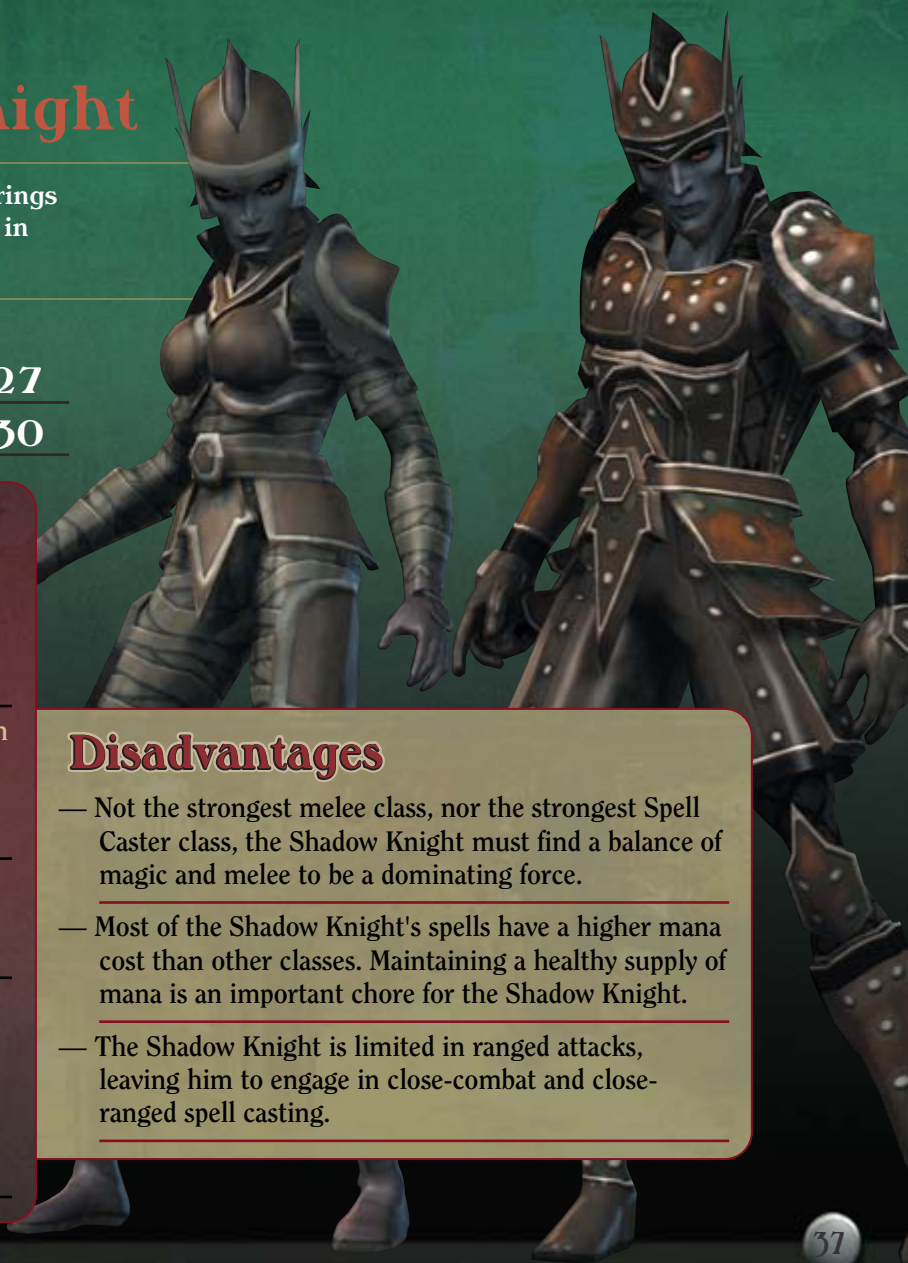 ight
rings
in
27
30
n
Disadvantages
— Not the strongest melee class, nor the strongest Spell
Caster class, the Shadow Knight must find a balance of
magic and melee to be a dominating force.
— Most of the Shadow Knight's spells have a higher mana
cost than other classes. Maintaining a healthy supply of
mana is an important chore for the Shadow Knight.
— The Shadow Knight is limited in ranged attacks,
leaving him to engage in close-combat and close-
ranged spell casting.
37